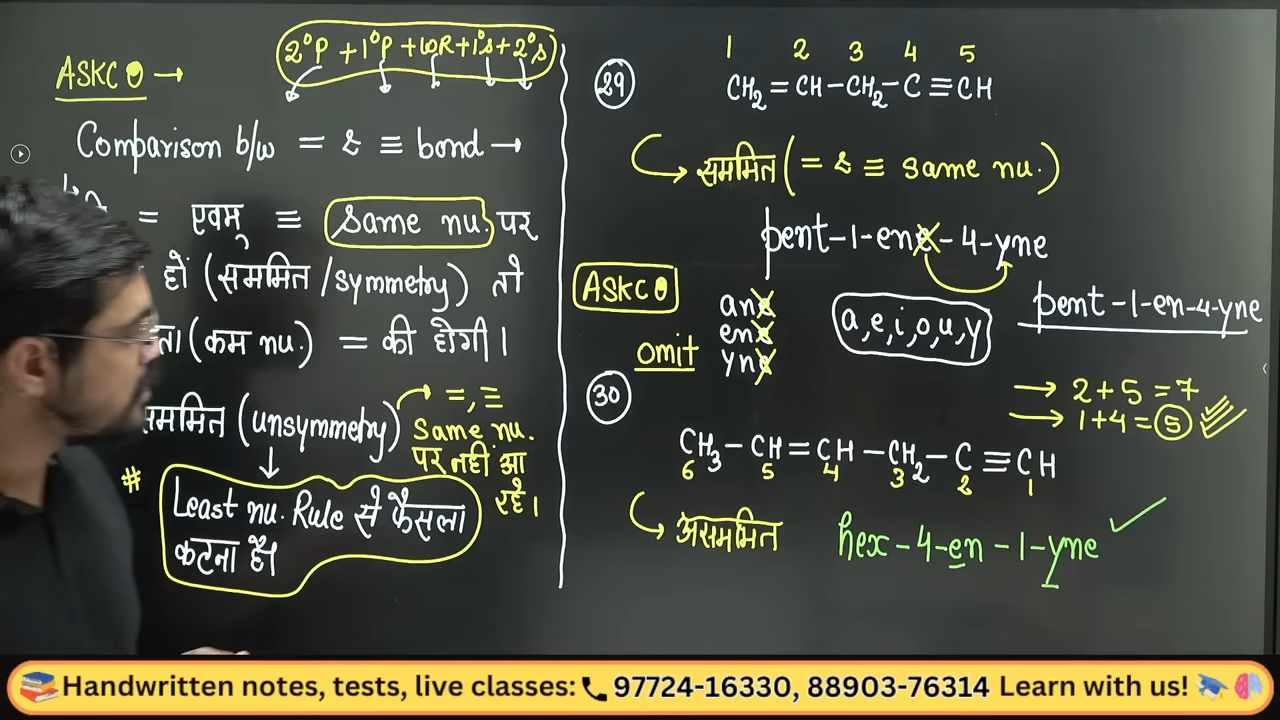 ASKC →
2°P + 1°P + WR + 1°S + 2°S
Comparison b/w = & ≡ bond →
= एवम् ≡ Same nu. पर
हों (सममित /symmetry) तो
(कम nu.) = की होगी।
सममित (unsymmetry) → =, ≡
Same nu.
पर नहीं आ
रहे।
# Least nu. Rule से फैसला
करना है।
29
1 2 3 4 5
CH₂ = CH – CH₂ – C ≡ CH
सममित (= & ≡ same nu.)
pent-1-ene-4-yne
ASKC
ane
ene
omit
yne
a,e,i,o,u,y
pent-1-en-4-yne
30
→ 2+5=7
→ 1+4=5
CH₃ – CH = CH – CH₂ – C ≡ CH
6 5 4 3 2 1
असममित
hex-4-en-1-yne
Handwritten notes, tests, live classes: 97724-16330, 88903-76314 Learn with us!